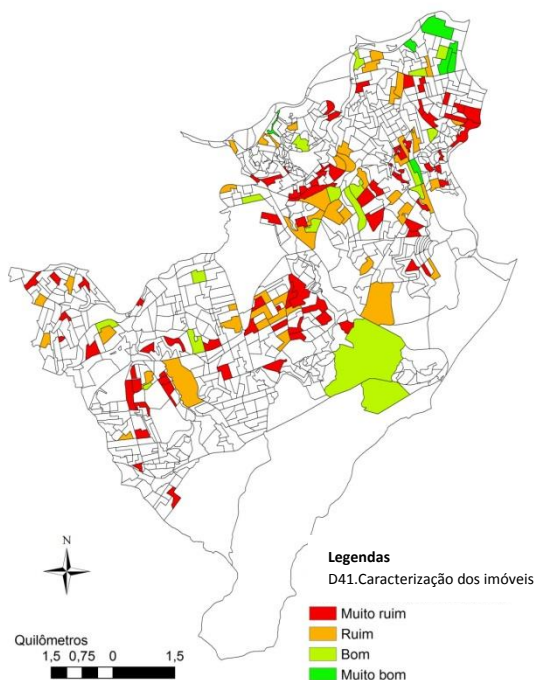 N
Legendas
D41.Caracterização dos imóveis
Muito ruim
Ruim
Bom
Muito bom
Quilômetros
1,5 0,75 0 1,5